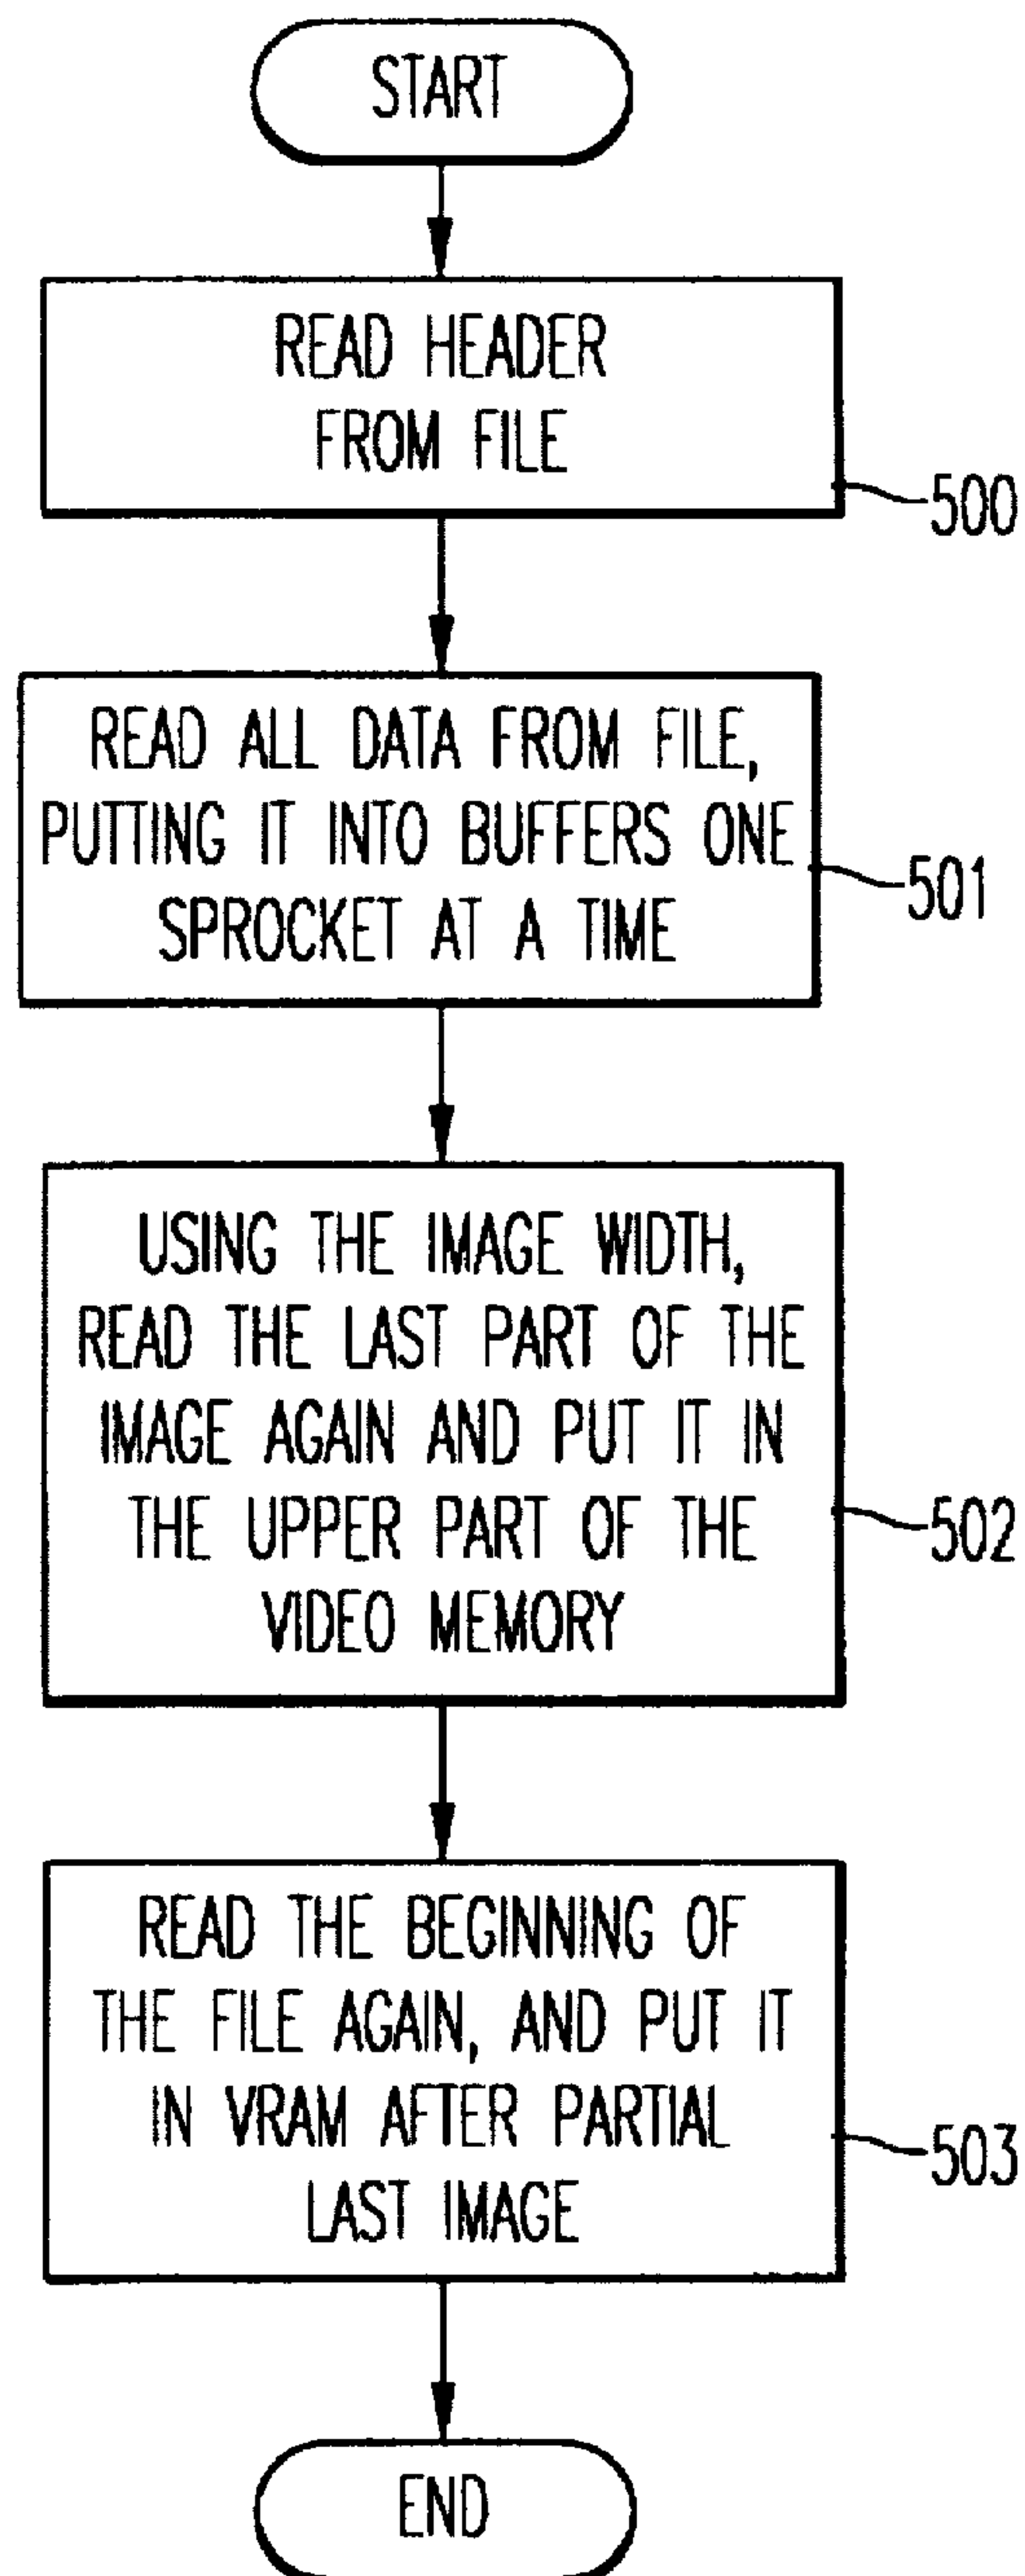 START
READ HEADER
FROM FILE
500
READ ALL DATA FROM FILE,
PUTTING IT INTO BUFFERS ONE
SPROCKET AT A TIME
501
USING THE IMAGE WIDTH,
READ THE LAST PART OF THE
IMAGE AGAIN AND PUT IT IN
THE UPPER PART OF THE
VIDEO MEMORY
502
READ THE BEGINNING OF
THE FILE AGAIN, AND PUT IT
IN VRAM AFTER PARTIAL
LAST IMAGE
503
END